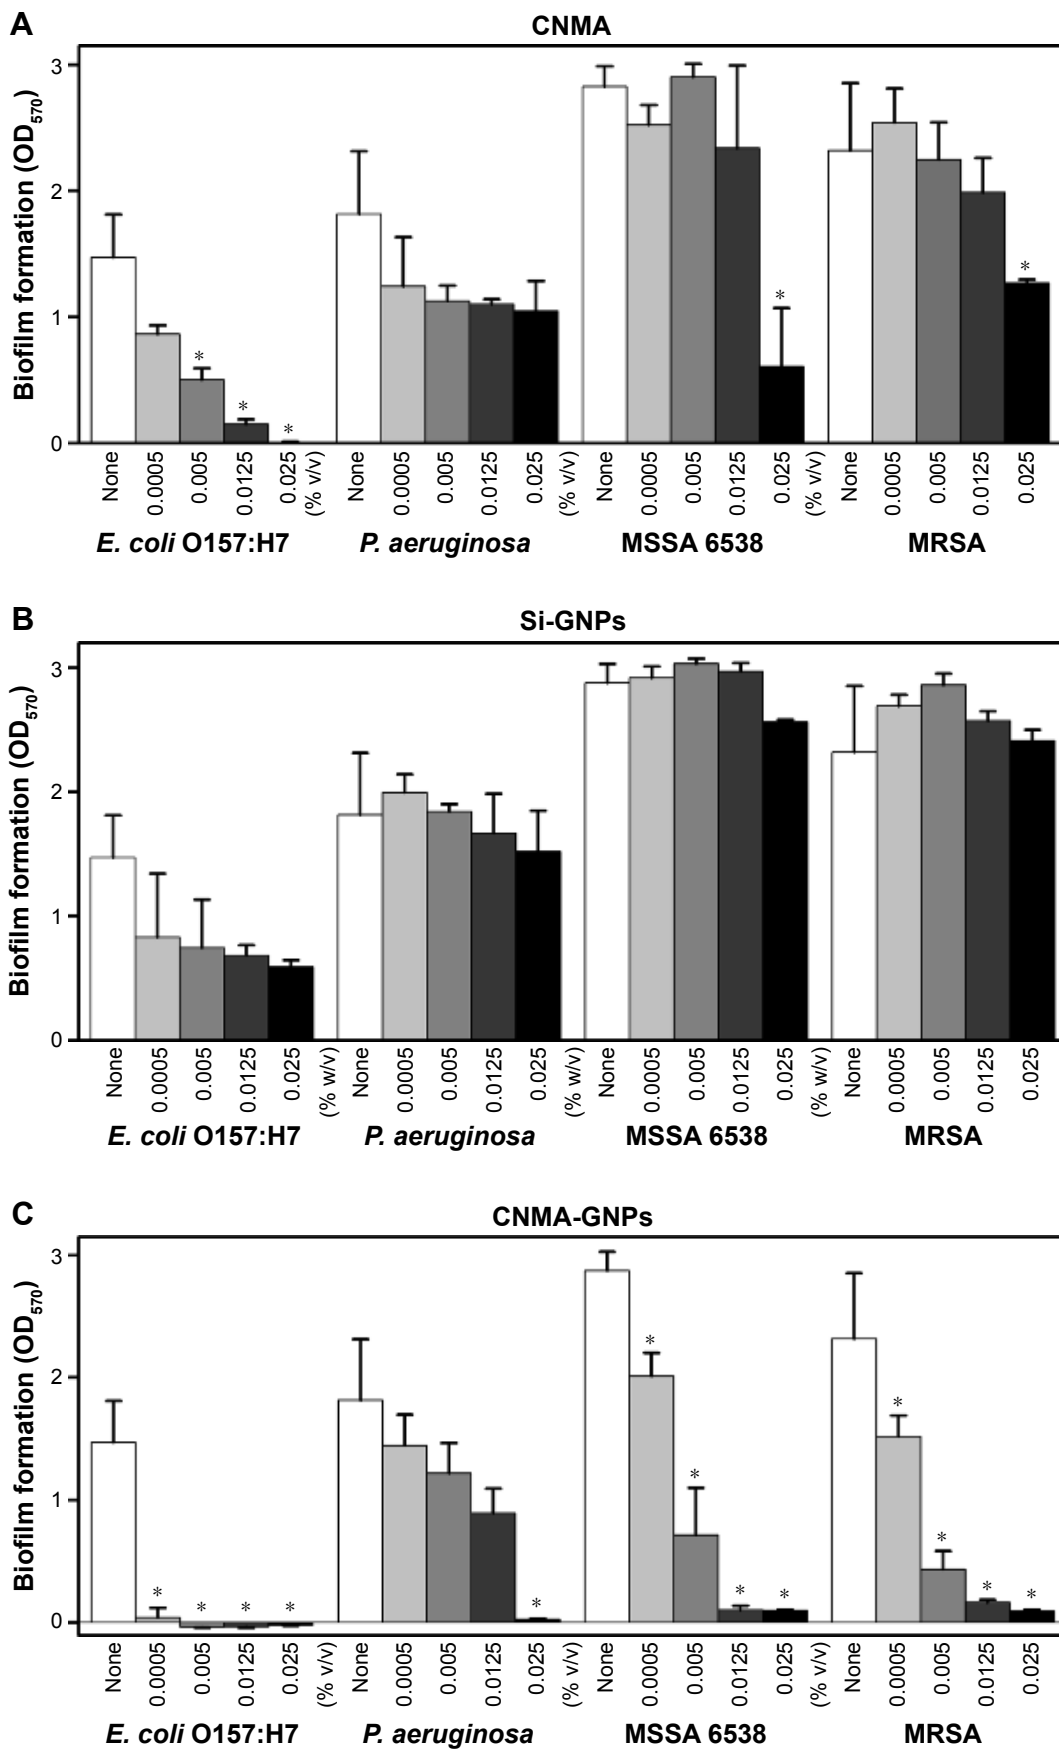 A
CNMA
Biofilm formation (OD570)
3
2
1
0
None 0.0005 0.005 0.0125 0.025 (% v/v) None 0.0005 0.005 0.0125 0.025 (% v/v) None 0.0005 0.005 0.0125 0.025 (% v/v) None 0.0005 0.005 0.0125 0.025
* * * * *
E. coli O157:H7 P. aeruginosa MSSA 6538 MRSA
B
Si-GNPs
Biofilm formation (OD570)
3
2
1
0
None 0.0005 0.005 0.0125 0.025 (% w/v) None 0.0005 0.005 0.0125 0.025 (% w/v) None 0.0005 0.005 0.0125 0.025 (% w/v) None 0.0005 0.005 0.0125 0.025
E. coli O157:H7 P. aeruginosa MSSA 6538 MRSA
C
CNMA-GNPs
Biofilm formation (OD570)
3
2
1
0
* * * * * * * * * * * * *
None 0.0005 0.005 0.0125 0.025 (% v/v) None 0.0005 0.005 0.0125 0.025 (% v/v) None 0.0005 0.005 0.0125 0.025 (% v/v) None 0.0005 0.005 0.0125 0.025
E. coli O157:H7 P. aeruginosa MSSA 6538 MRSA